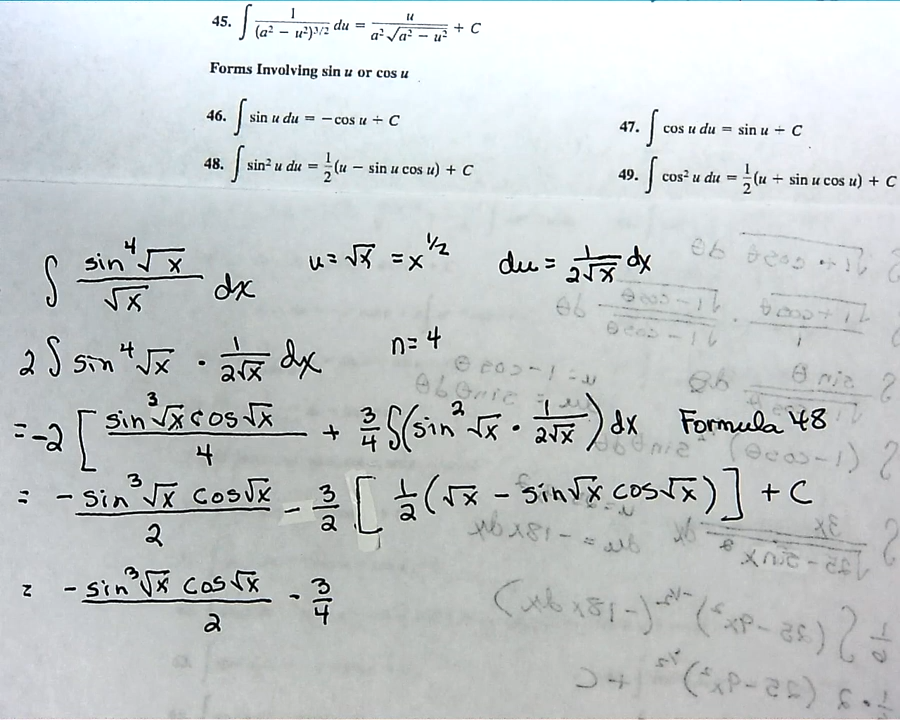 45. ∫ 1/(a² − u²)^3/2 du = u/(a²√(a² − u²)) + C
Forms Involving sin u or cos u
46. ∫ sin u du = −cos u + C
47. ∫ cos u du = sin u + C
48. ∫ sin² u du = 1/2(u − sin u cos u) + C
49. ∫ cos² u du = 1/2(u + sin u cos u) + C
∫ sin⁴√x/√x dx   u = √x = x^1/2   du = 1/(2√x) dx
2 ∫ sin⁴√x · 1/(2√x) dx   n=4
= -2 [ sin³√x cos√x/4 + 3/4 ∫(sin²√x · 1/(2√x)) dx   Formula 48
= -sin³√x cos√x/2 - 3/2 [ 1/2 (√x - sin√x cos√x) ] + C
= -sin³√x cos√x/2 - 3/4